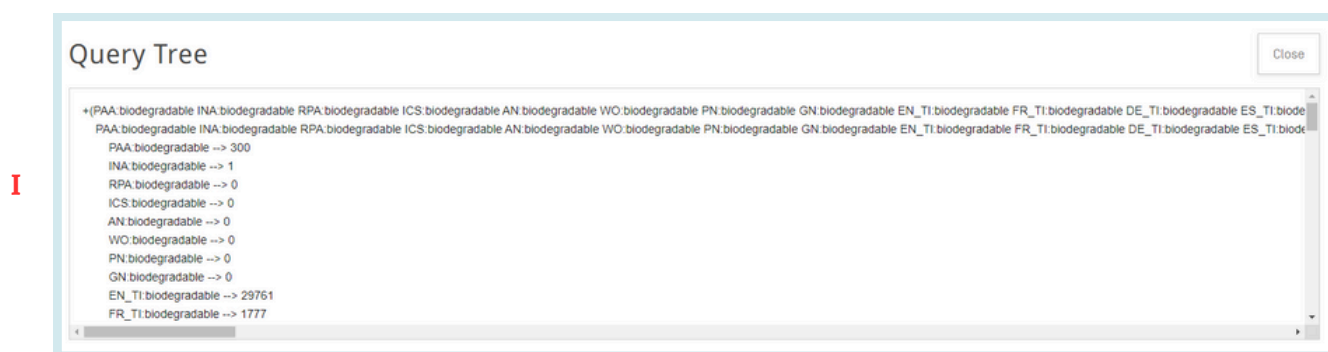 Query Tree
Close
+(PAA:biodegradable INA:biodegradable RPA:biodegradable ICS:biodegradable AN:biodegradable WO:biodegradable PN:biodegradable GN:biodegradable EN_TI:biodegradable FR_TI:biodegradable DE_TI:biodegradable ES_TI:biode
PAA:biodegradable INA:biodegradable RPA:biodegradable ICS:biodegradable AN:biodegradable WO:biodegradable PN:biodegradable GN:biodegradable EN_TI:biodegradable FR_TI:biodegradable DE_TI:biodegradable ES_TI:biode
PAA:biodegradable --> 300
I
INA:biodegradable --> 1
RPA:biodegradable --> 0
ICS:biodegradable --> 0
AN:biodegradable --> 0
WO:biodegradable --> 0
PN:biodegradable --> 0
GN:biodegradable --> 0
EN_TI:biodegradable --> 29761
FR_TI:biodegradable --> 1777